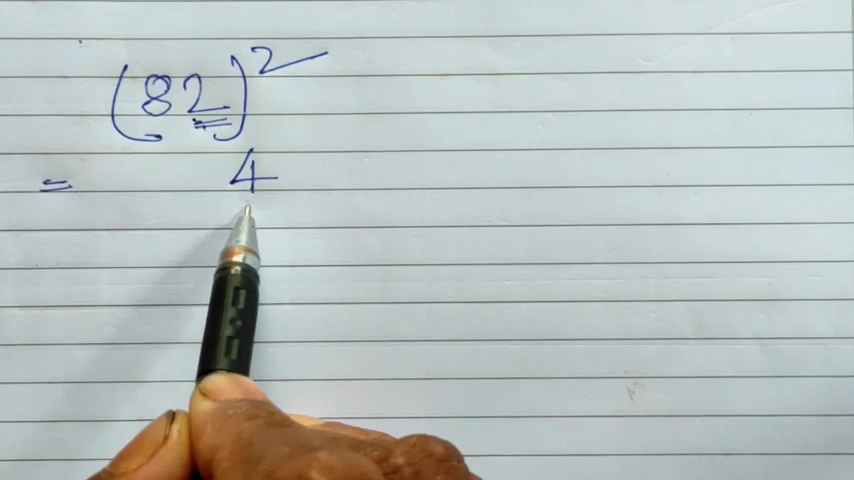 (82)²
= 4